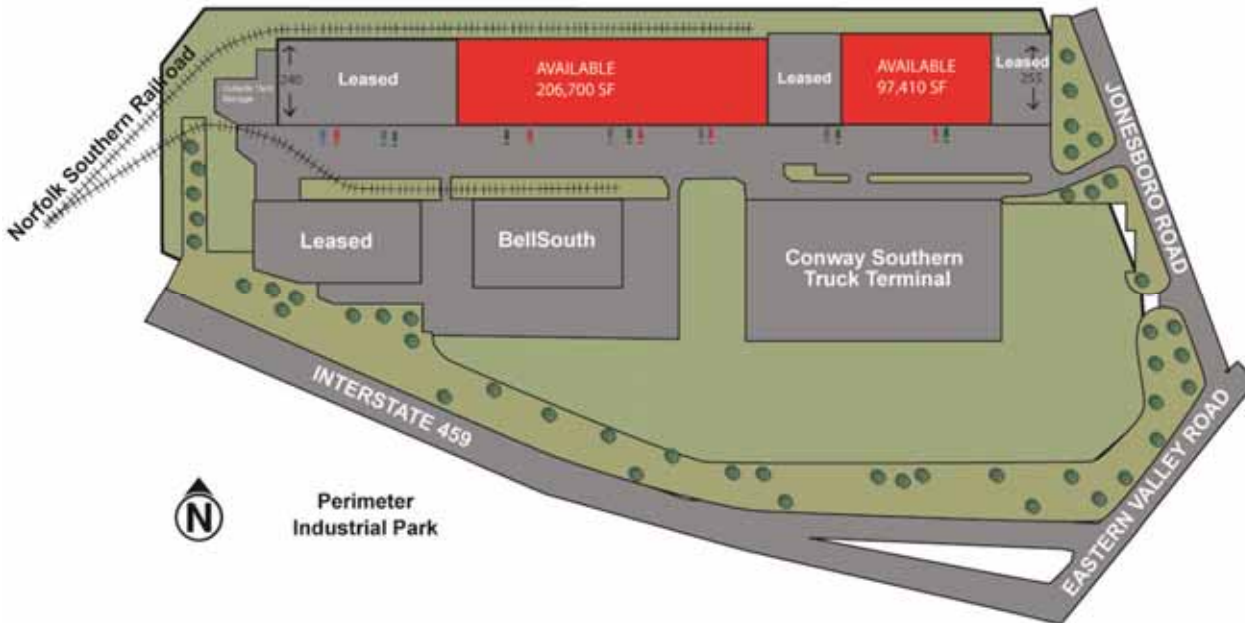 Norfolk Southern Railroad
240
Leased
AVAILABLE
206,700 SF
Leased
AVAILABLE
97,410 SF
Leased
255
JONESBORO ROAD
Leased
BellSouth
Conway Southern
Truck Terminal
INTERSTATE 459
EASTERN VALLEY ROAD
N
Perimeter
Industrial Park